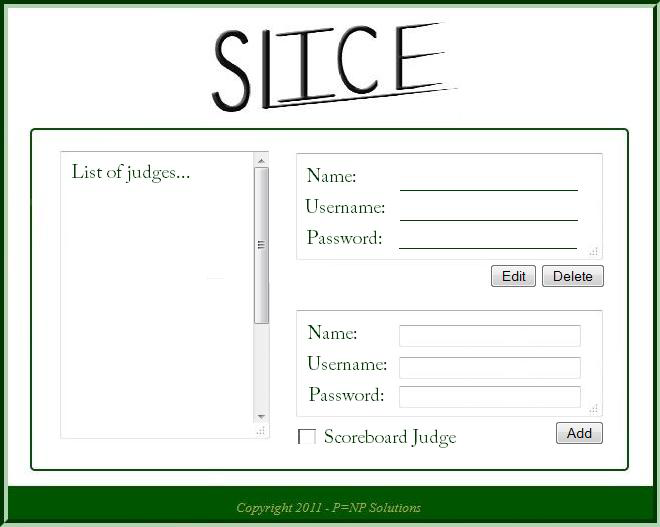 SLICE
List of judges...
Name:
Username:
Password:
Edit Delete
Name:
Username:
Password:
Scoreboard Judge Add
Copyright 2011 - P=NP Solutions